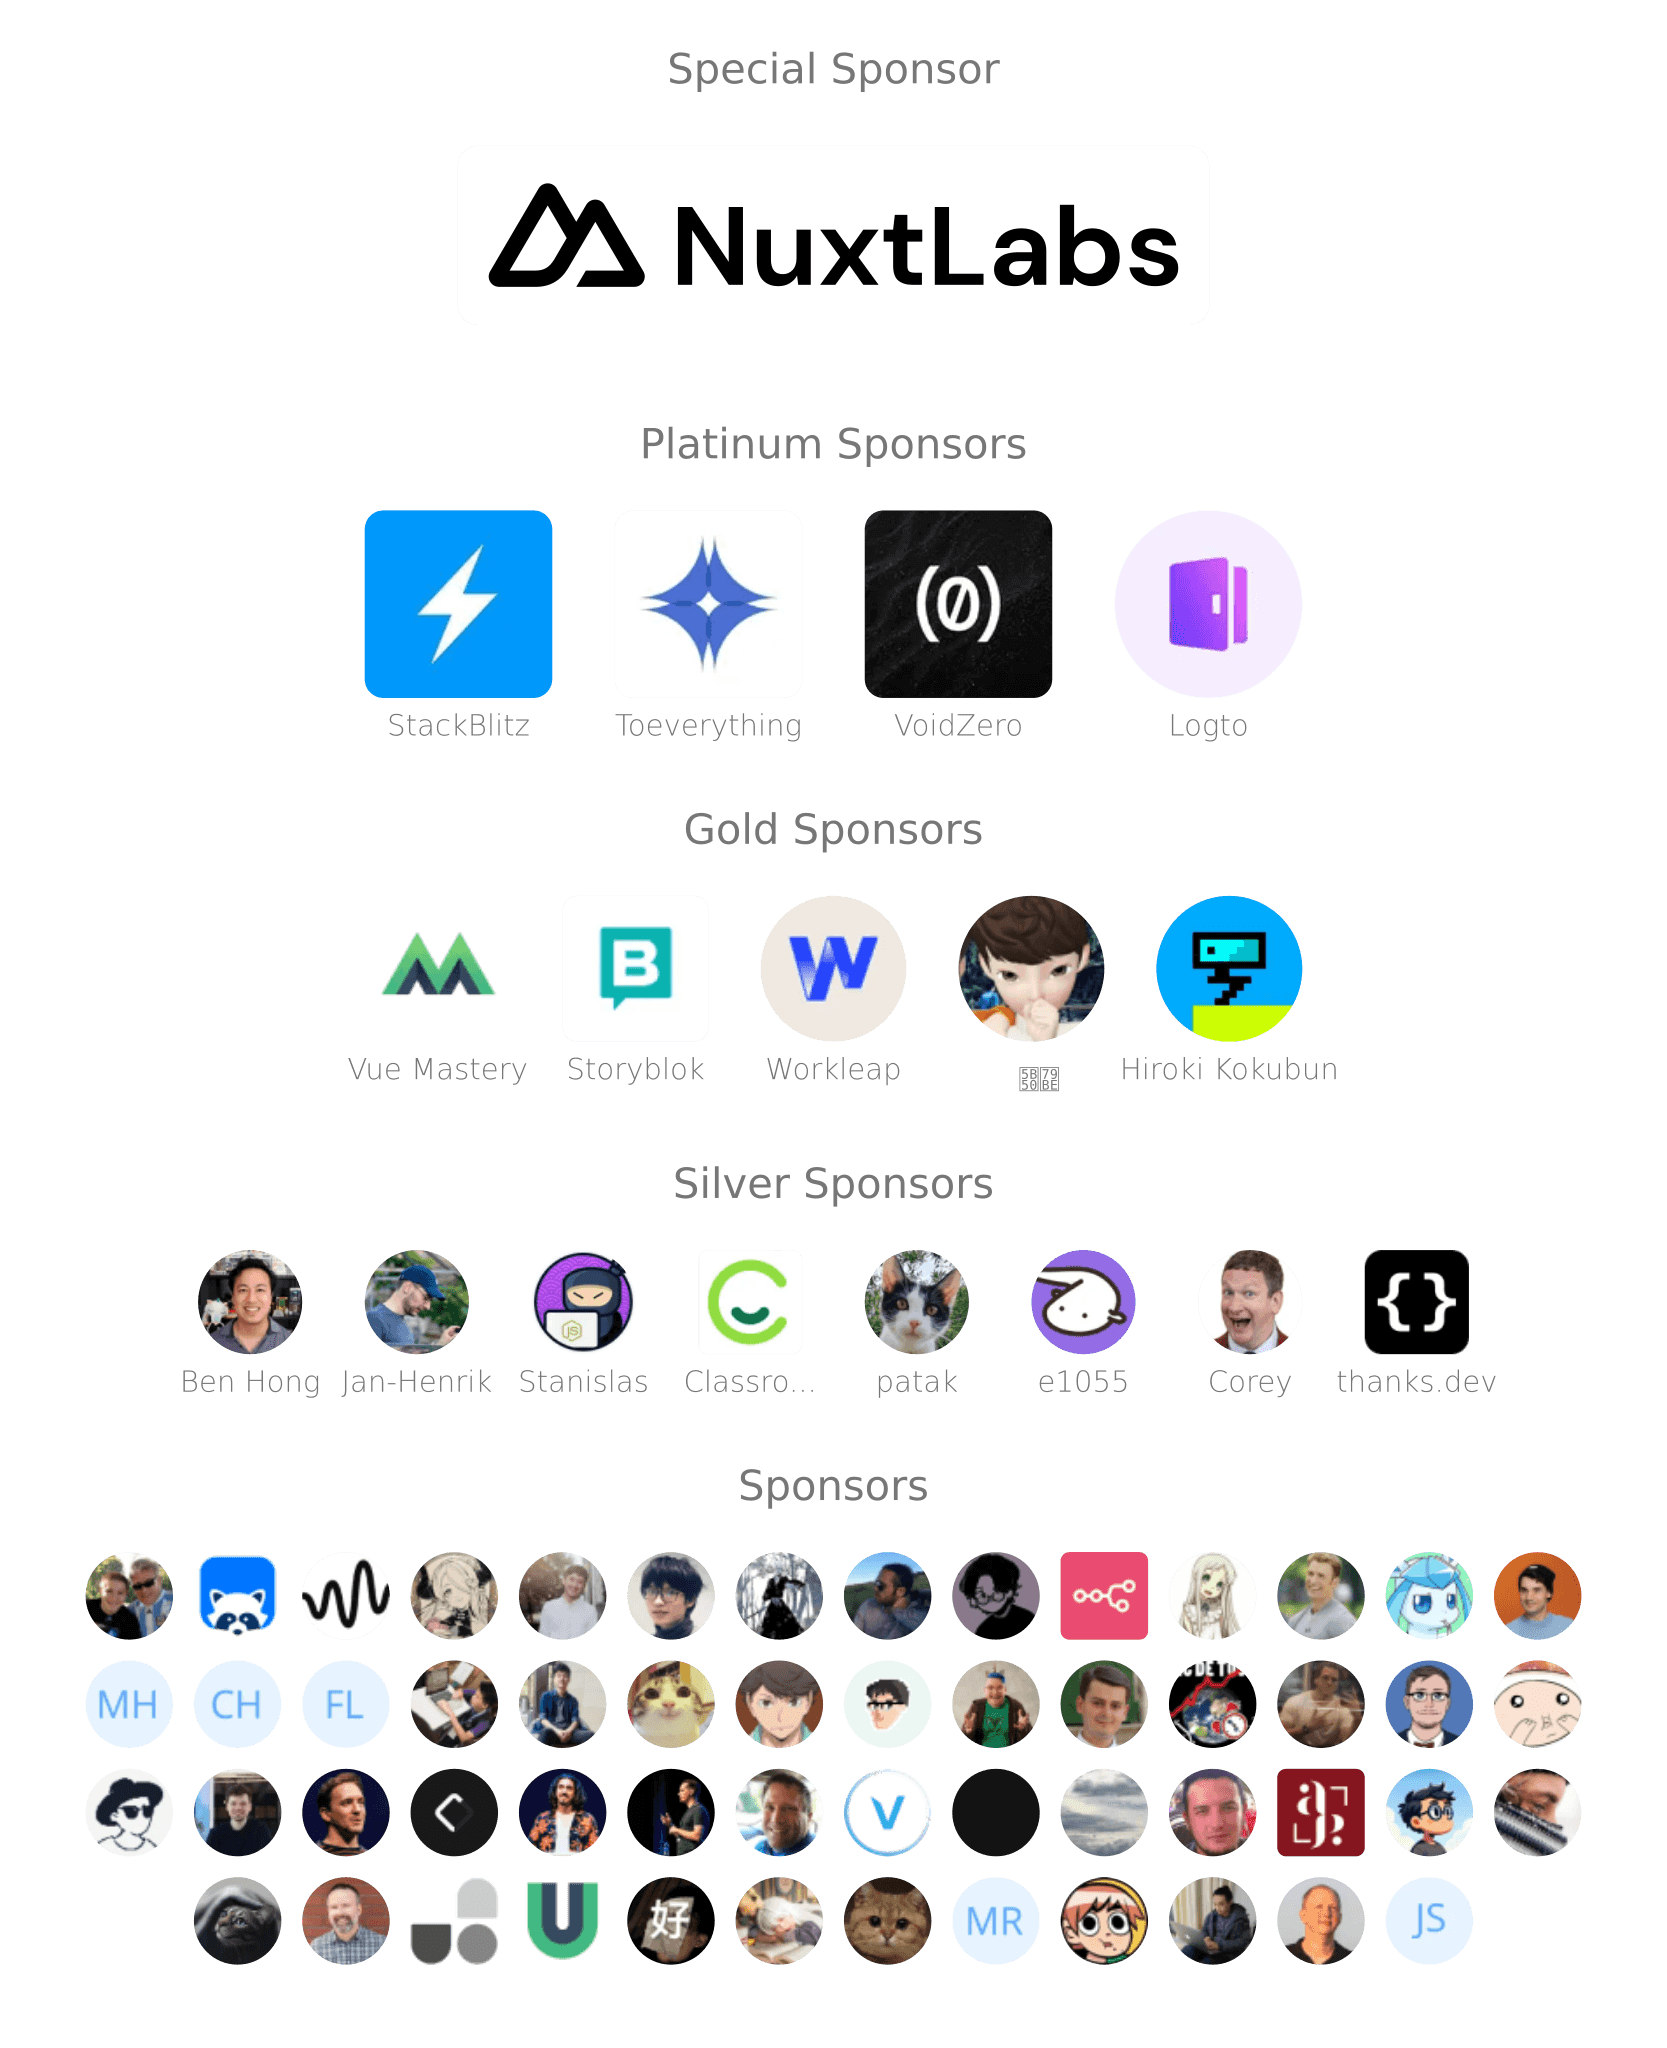 Special Sponsor
NuxtLabs
Platinum Sponsors
StackBlitz Toeverything VoidZero Logto
Gold Sponsors
Vue Mastery Storyblok Workleap Hiroki Kokubun
Silver Sponsors
Ben Hong Jan-Henrik Stanislas Classro... patak e1055 Corey thanks.dev
Sponsors
MH CH FL
好 MR JS